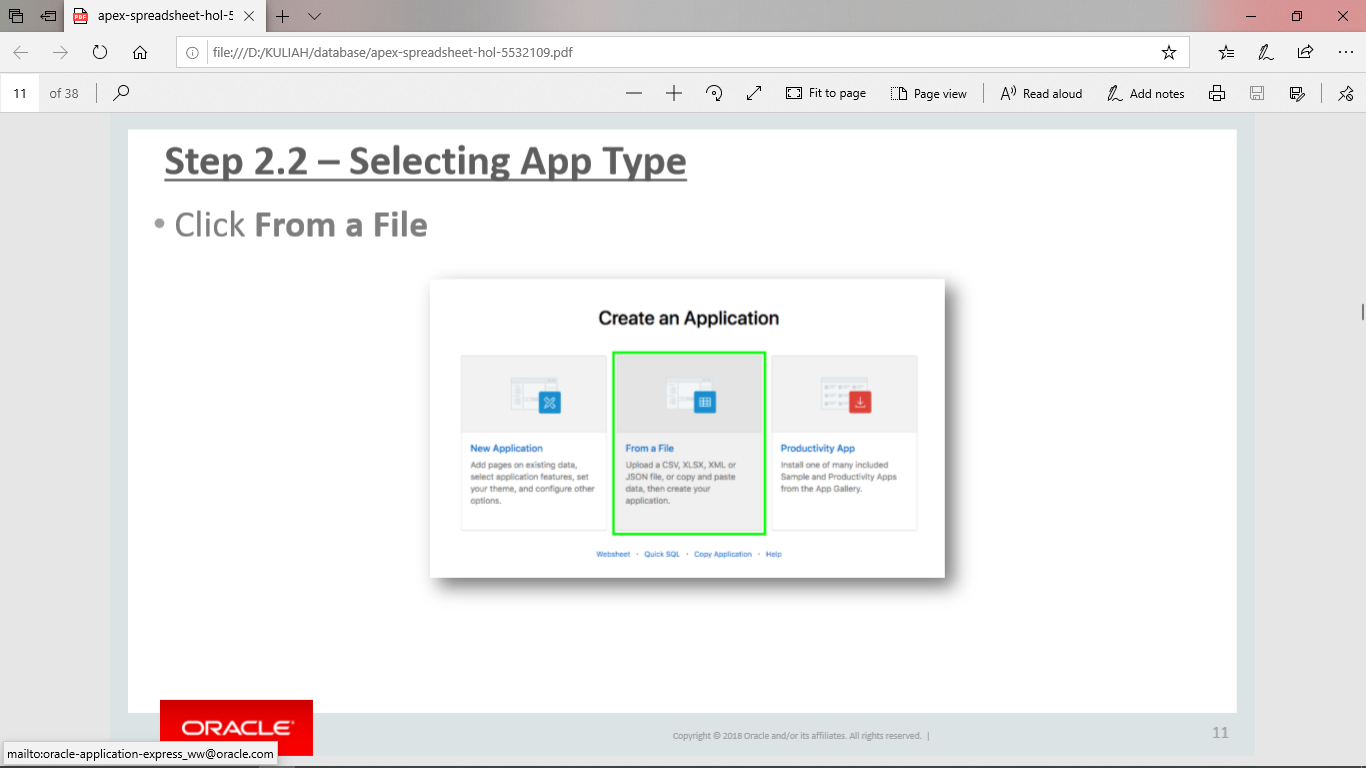 apex-spreadsheet-hol-5
file:///D:/KULIAH/database/apex-spreadsheet-hol-5532109.pdf
11 of 38 Fit to page Page view Read aloud Add notes
Step 2.2 – Selecting App Type
• Click From a File
Create an Application
New Application
Add pages on existing data,
select application features, set
your theme, and configure other
options.
From a File
Upload a CSV, XLSX, XML or
JSON file, or copy and paste
data, then create your
application.
Productivity App
Install one of many included
Sample and Productivity Apps
from the App Gallery.
Websheet • Quick SQL • Copy Application • Help
ORACLE®
Copyright © 2018 Oracle and/or its affiliates. All rights reserved. |
11
mailto:oracle-application-express_ww@oracle.com